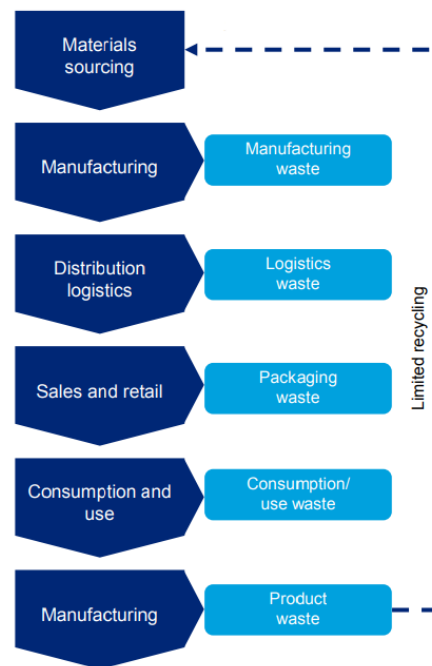 Materials
sourcing
Manufacturing
Manufacturing
waste
Distribution
logistics
Logistics
waste
Sales and retail
Packaging
waste
Consumption and
use
Consumption/
use waste
Manufacturing
Product
waste
Limited recycling